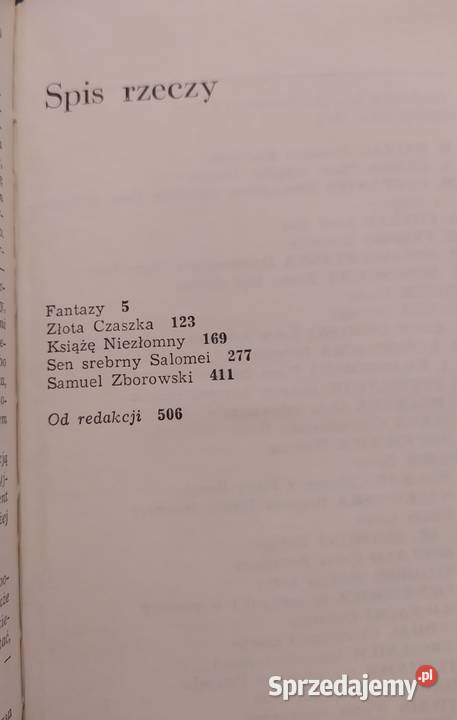 Spis rzeczy
Fantazy 5
Złota Czaszka 123
Książę Niezłomny 169
Sen srebrny Salomei 277
Samuel Zborowski 411
Od redakcji 506
Sprzedajemy.pl